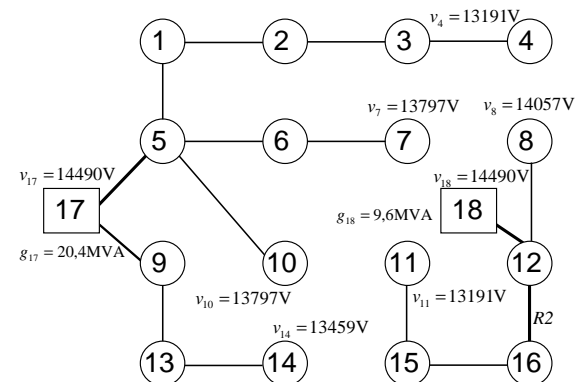 v4 = 13191V
1 2 3 4
v7 = 13797V
v8 = 14057V
5 6 7 8
v17 = 14490V
v18 = 14490V
17
g18 = 9,6MVA
18
g17 = 20,4MVA
9 10 11 12
v10 = 13797V
v11 = 13191V
R2
v14 = 13459V
13 14 15 16